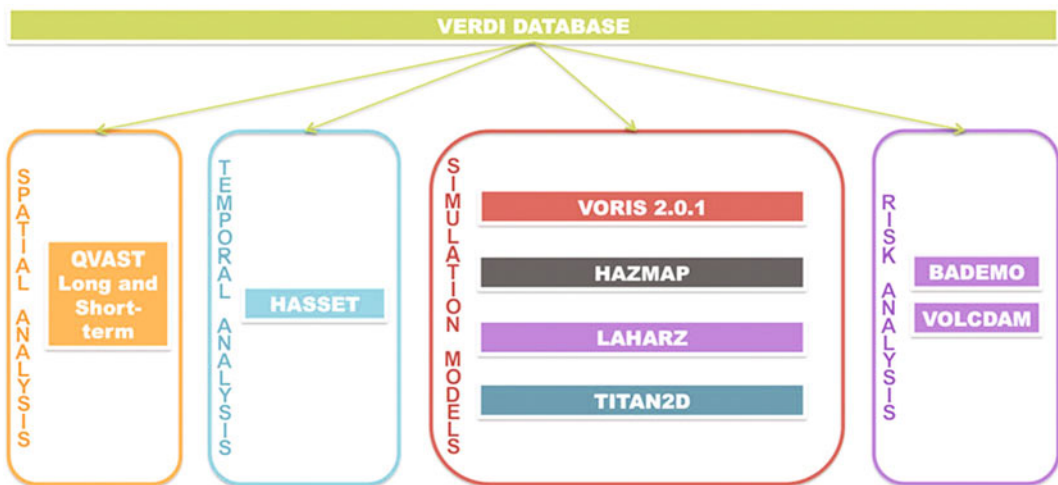 VERDI DATABASE
SPATIAL ANALYSIS
QVAST
Long and
Short-
term
TEMPORAL ANALYSIS
HASSET
SIMULATION MODELS
VORIS 2.0.1
HAZMAP
LAHARZ
TITAN2D
RISK ANALYSIS
BADEMO
VOLCDAM